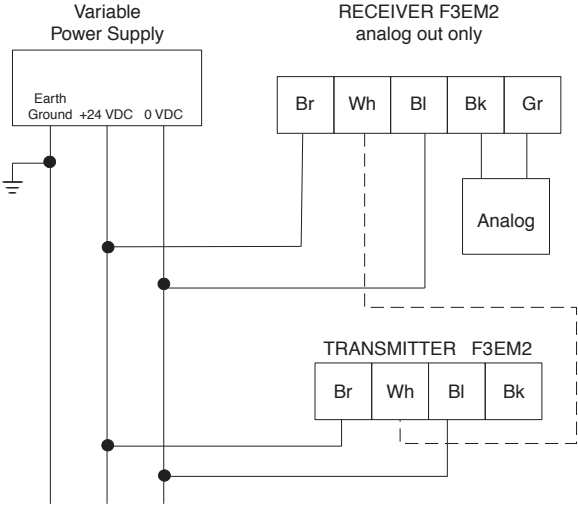 Variable
Power Supply
Earth
Ground +24 VDC 0 VDC
RECEIVER F3EM2
analog out only
Br Wh Bl Bk Gr
Analog
TRANSMITTER F3EM2
Br Wh Bl Bk